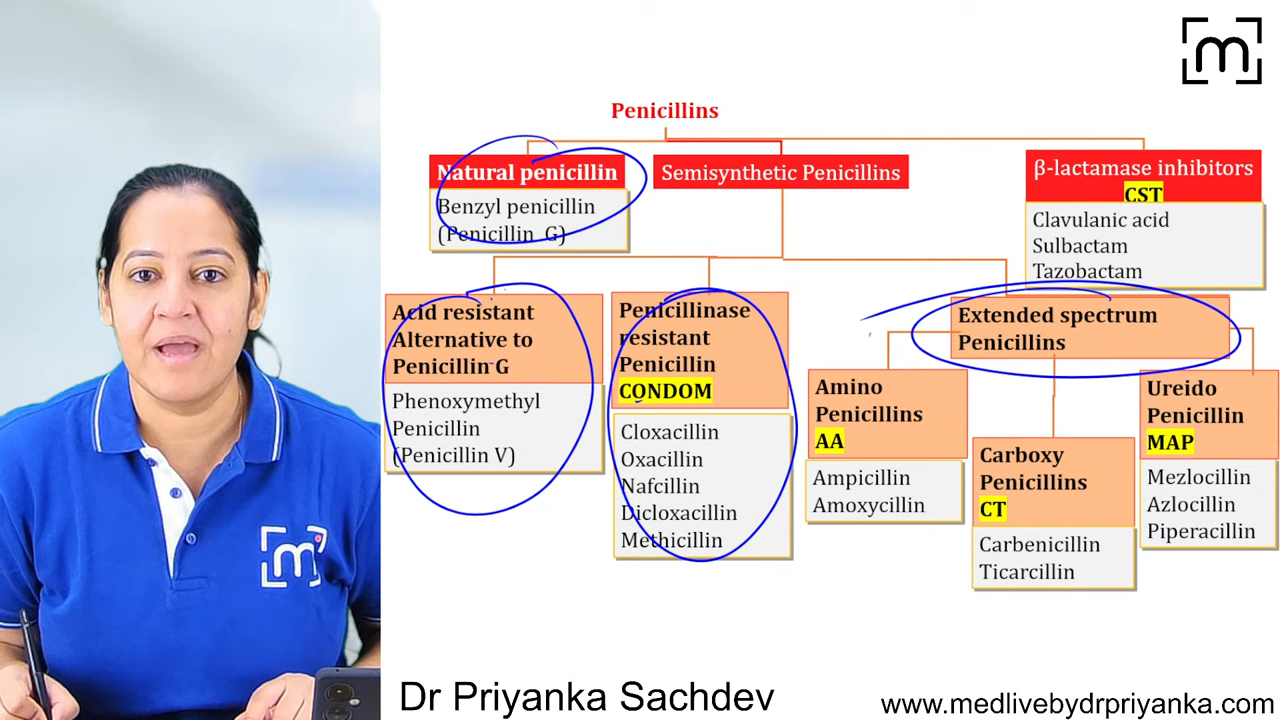 m
Penicillins
Natural penicillin
Benzyl penicillin
(Penicillin G)
Semisynthetic Penicillins
β-lactamase inhibitors
CST
Clavulanic acid
Sulbactam
Tazobactam
Acid resistant
Alternative to
Penicillin G
Phenoxymethyl
Penicillin
(Penicillin V)
Penicillinase
resistant
Penicillin
CONDOM
Cloxacillin
Oxacillin
Nafcillin
Dicloxacillin
Methicillin
Extended spectrum
Penicillins
Amino
Penicillins
AA
Ampicillin
Amoxycillin
Carboxy
Penicillins
CT
Carbenicillin
Ticarcillin
Ureido
Penicillin
MAP
Mezlocillin
Azlocillin
Piperacillin
m
Dr Priyanka Sachdev
www.medlivebydrpriyanka.com